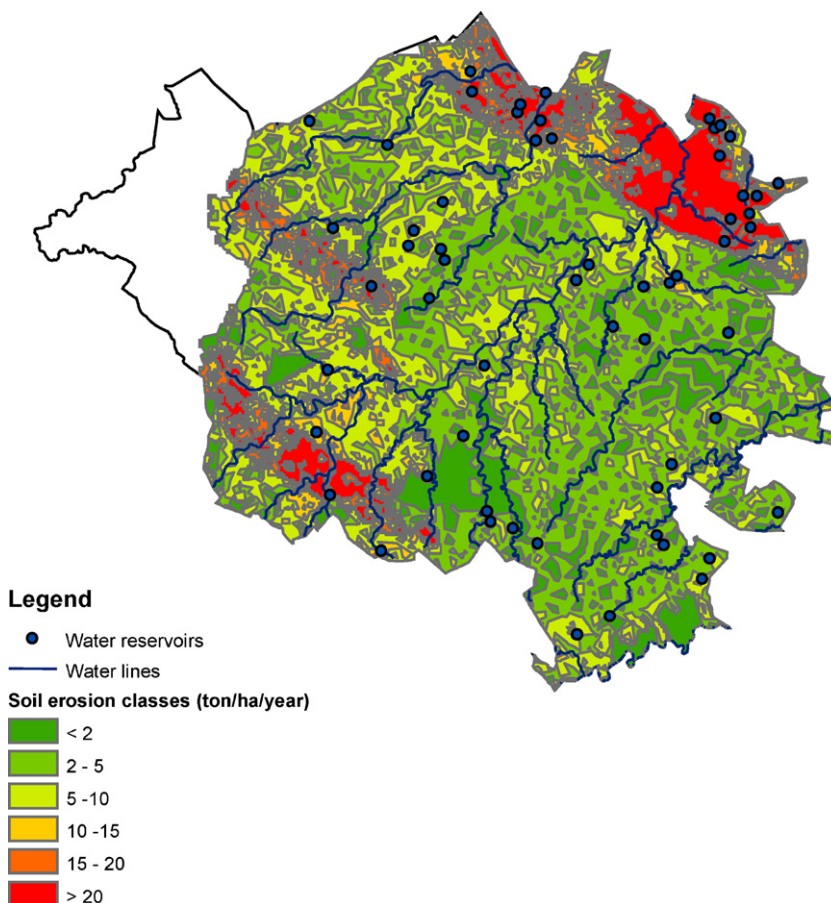 Legend
Water reservoirs
Water lines
Soil erosion classes (ton/ha/year)
< 2
2 - 5
5 -10
10 -15
15 - 20
> 20